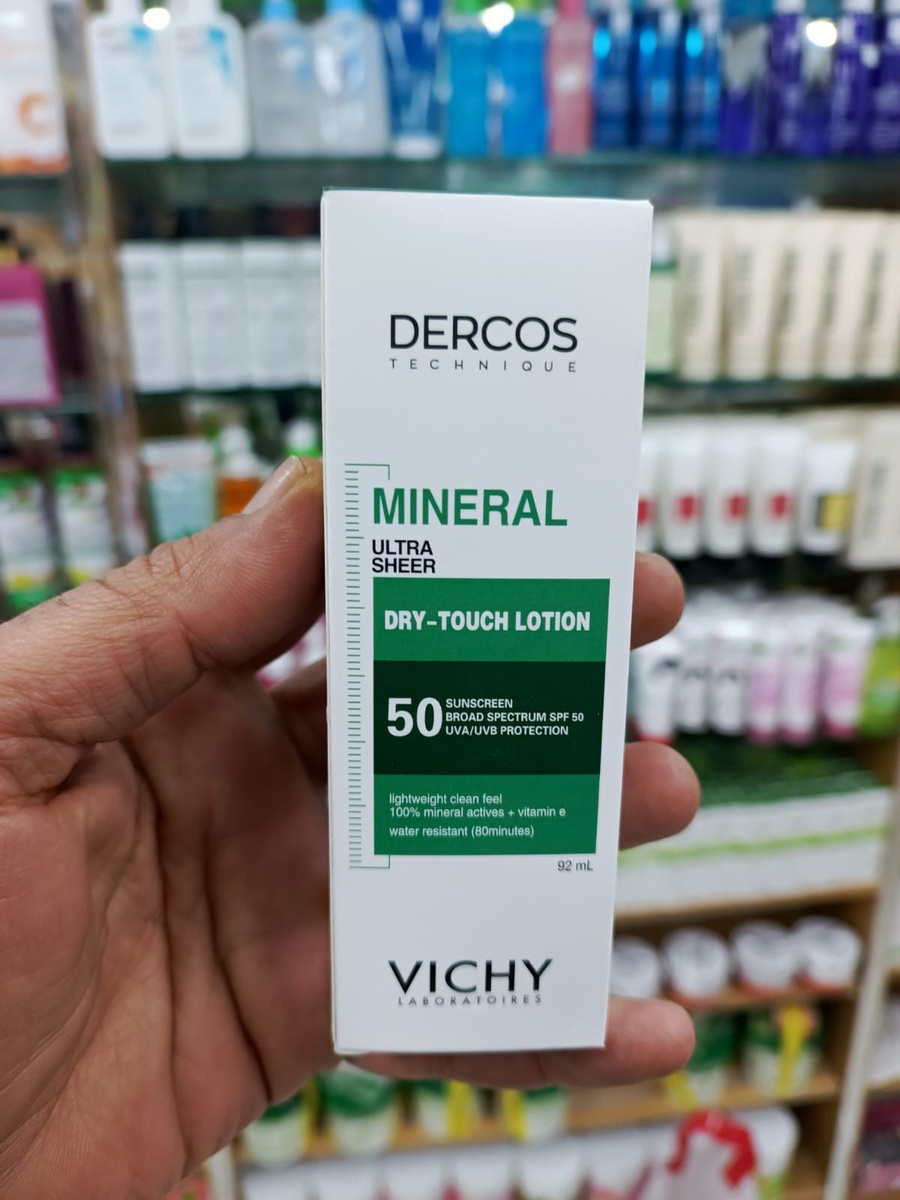 DERCOS
TECHNIQUE
MINERAL
ULTRA
SHEER
DRY-TOUCH LOTION
50
SUNSCREEN
BROAD SPECTRUM SPF 50
UVA/UVB PROTECTION
lightweight clean feel
100% mineral actives + vitamin e
water resistant (80minutes)
92 mL
VICHY
LABORATOIRES